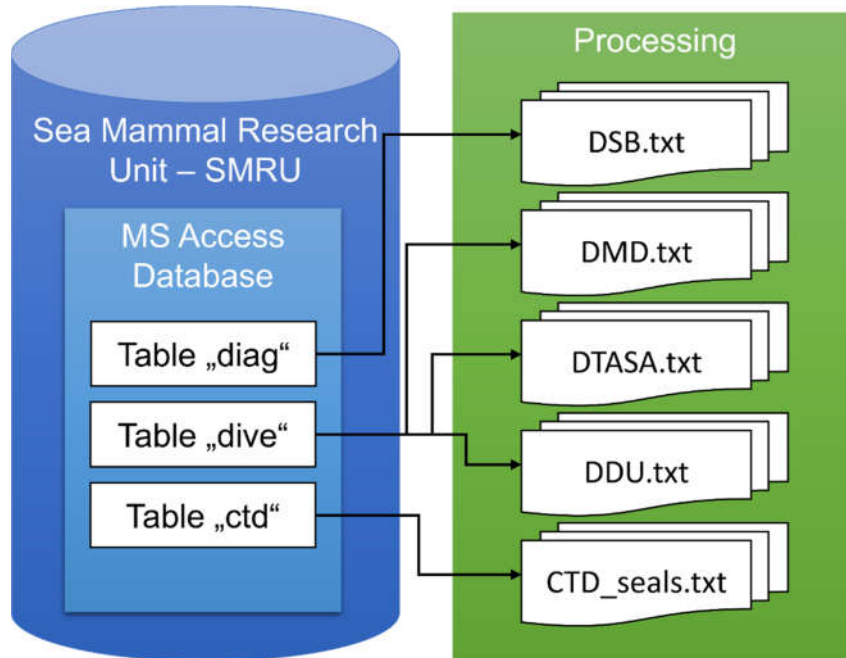 Sea Mammal Research
Unit – SMRU
MS Access
Database
Table „diag“
Table „dive“
Table „ctd“
Processing
DSB.txt
DMD.txt
DTASA.txt
DDU.txt
CTD_seals.txt